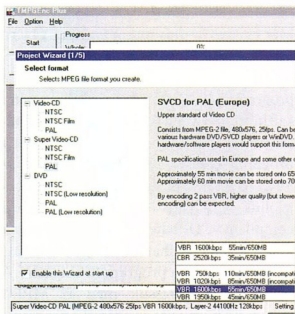 TMPGEnc Plus
File Option Help
Start
Progress
0%
Project Wizard (1/5)
Select format
Selects MPEG file format you create.
Video-CD
NTSC
NTSC Film
PAL
Super Video-CD
NTSC
NTSC Film
PAL
DVD
NTSC
NTSC (Low resolution)
PAL
PAL (Low resolution)
SVCD for PAL (Europe)
Upper standard of Video CD
Consists from MPEG-2 file, 480x576, 25fps. Can be
various hardware DVD/SVCD players or WinDVD.
hardware/software players would support this form
PAL specification used in Europe and some other
Approximately 55 min movie can be stored onto 65
Approximately 60 min movie can be stored onto 70
By encoding 2 pass VBR, higher quality (but slowe
encoding) can be expected.
VBR 1600kbps 55min/650MB
CBR 2520kbps 35min/650MB
VBR 750kbps 110min/650MB (incompati
VBR 1020kbps 85min/650MB (incompati
VBR 1600kbps 55min/650MB
VBR 1950kbps 45min/650MB
Enable this Wizard at start up
Super Video-CD PAL (MPEG-2 480x576 25fps VBR 1600kbps, Layer-2 44100Hz 128kbps)
Setting